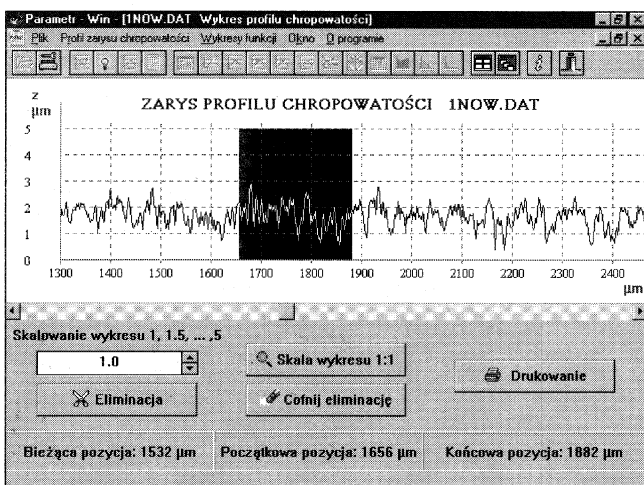 Parametr - Win - [1NOW.DAT Wykres profilu chropowatości]
Plik Profil zarysu chropowatości Wykresy funkcji Okno O programie
ZARYS PROFILU CHROPOWATOŚCI 1NOW.DAT
z
µm
5
4
3
2
1
0
1300 1400 1500 1600 1700 1800 1900 2000 2100 2200 2300 2400
µm
Skalowanie wykresu 1, 1.5, ... ,5
1.0
Skala wykresu 1:1
Drukowanie
Eliminacja
Cofnij eliminację
Bieżąca pozycja: 1532 µm Początkowa pozycja: 1656 µm Końcowa pozycja: 1882 µm